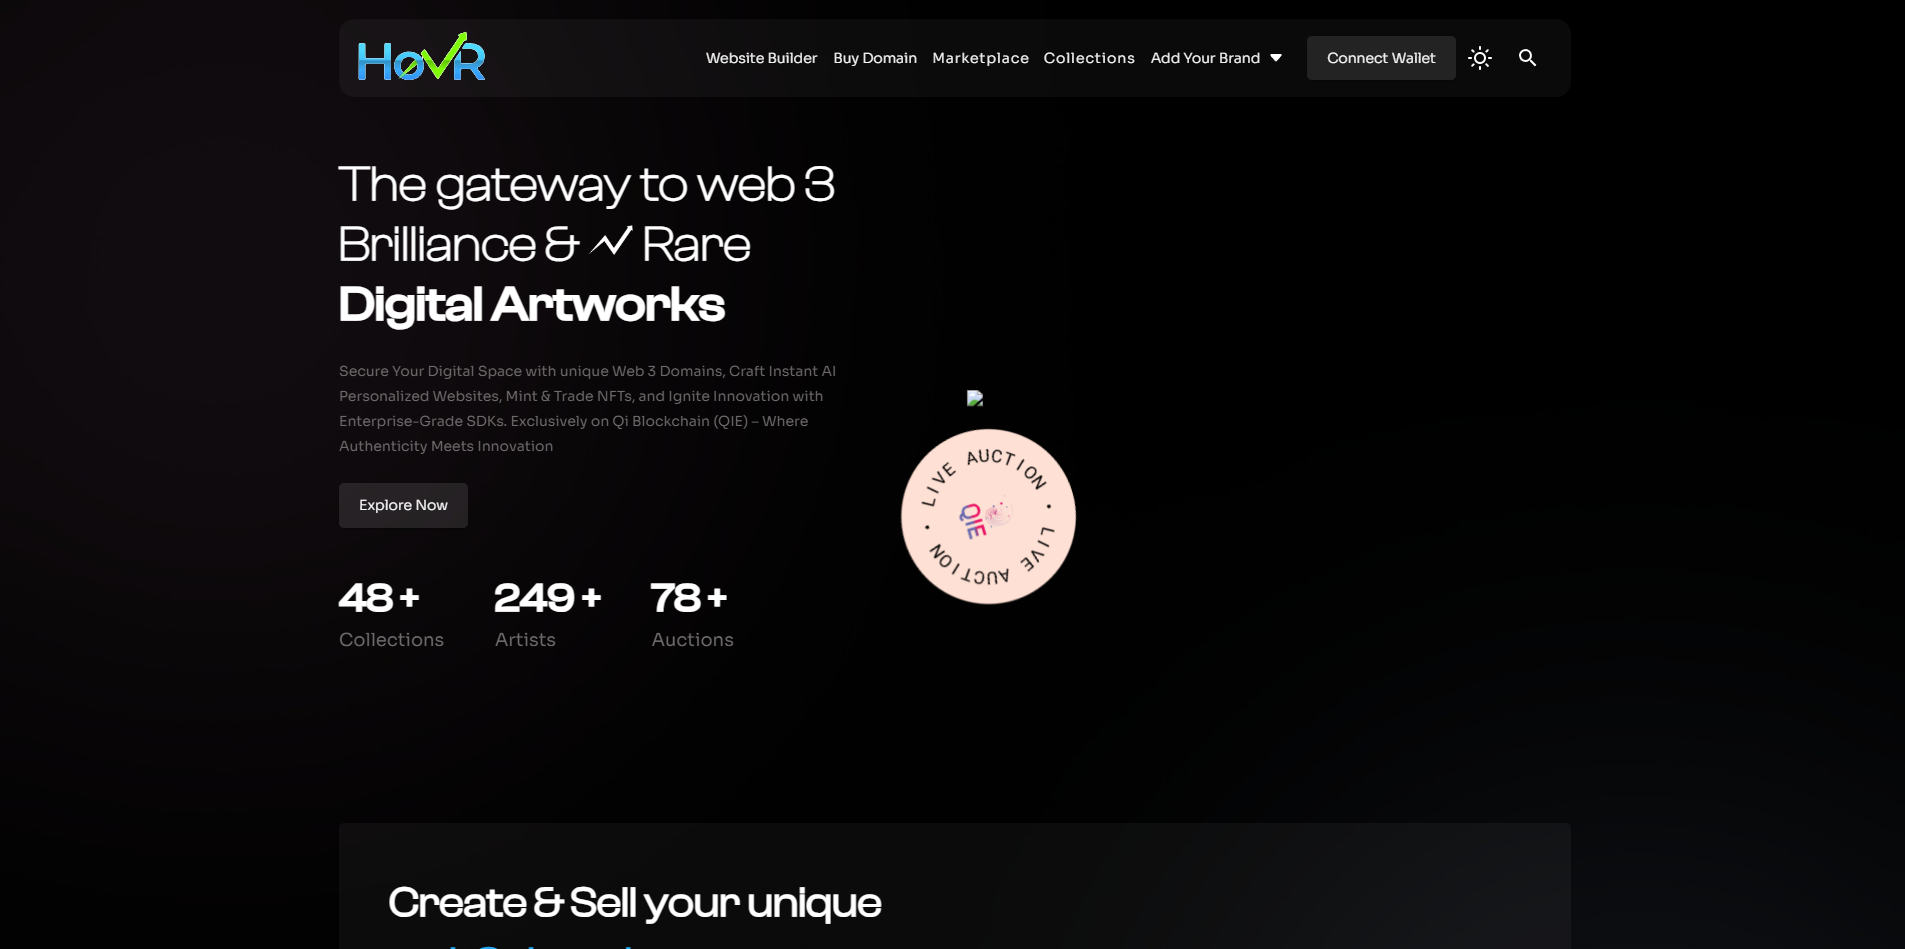 HøVR
Website Builder
Buy Domain
Marketplace
Collections
Add Your Brand
Connect Wallet
The gateway to web 3
Brilliance & Rare
Digital Artworks
Secure Your Digital Space with unique Web 3 Domains, Craft Instant AI
Personalized Websites, Mint & Trade NFTs, and Ignite Innovation with
Enterprise-Grade SDKs. Exclusively on Qi Blockchain (QIE) – Where
Authenticity Meets Innovation
Explore Now
LIVE AUCTION • LIVE AUCTION •
QIE
48 +
Collections
249 +
Artists
78 +
Auctions
Create & Sell your unique